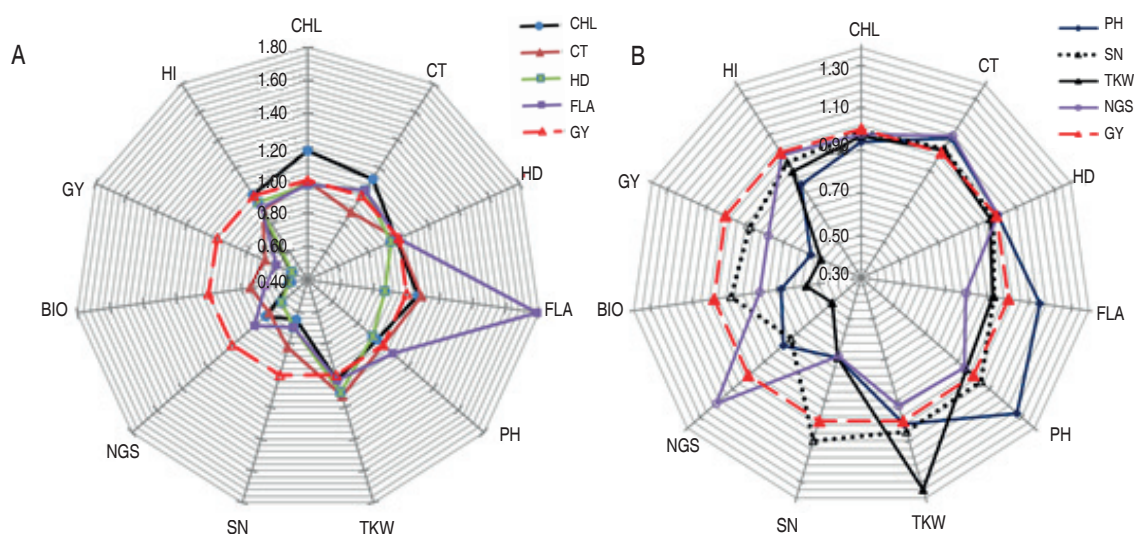 A
CHL
CT
HD
FLA
PH
TKW
SN
NGS
BIO
GY
HI
1.80
1.60
1.40
1.20
1.00
0.80
0.60
0.40
CHL
CT
HD
FLA
GY
B
CHL
CT
HD
FLA
PH
TKW
SN
NGS
BIO
GY
HI
1.30
1.10
0.90
0.70
0.50
0.30
PH
SN
TKW
NGS
GY